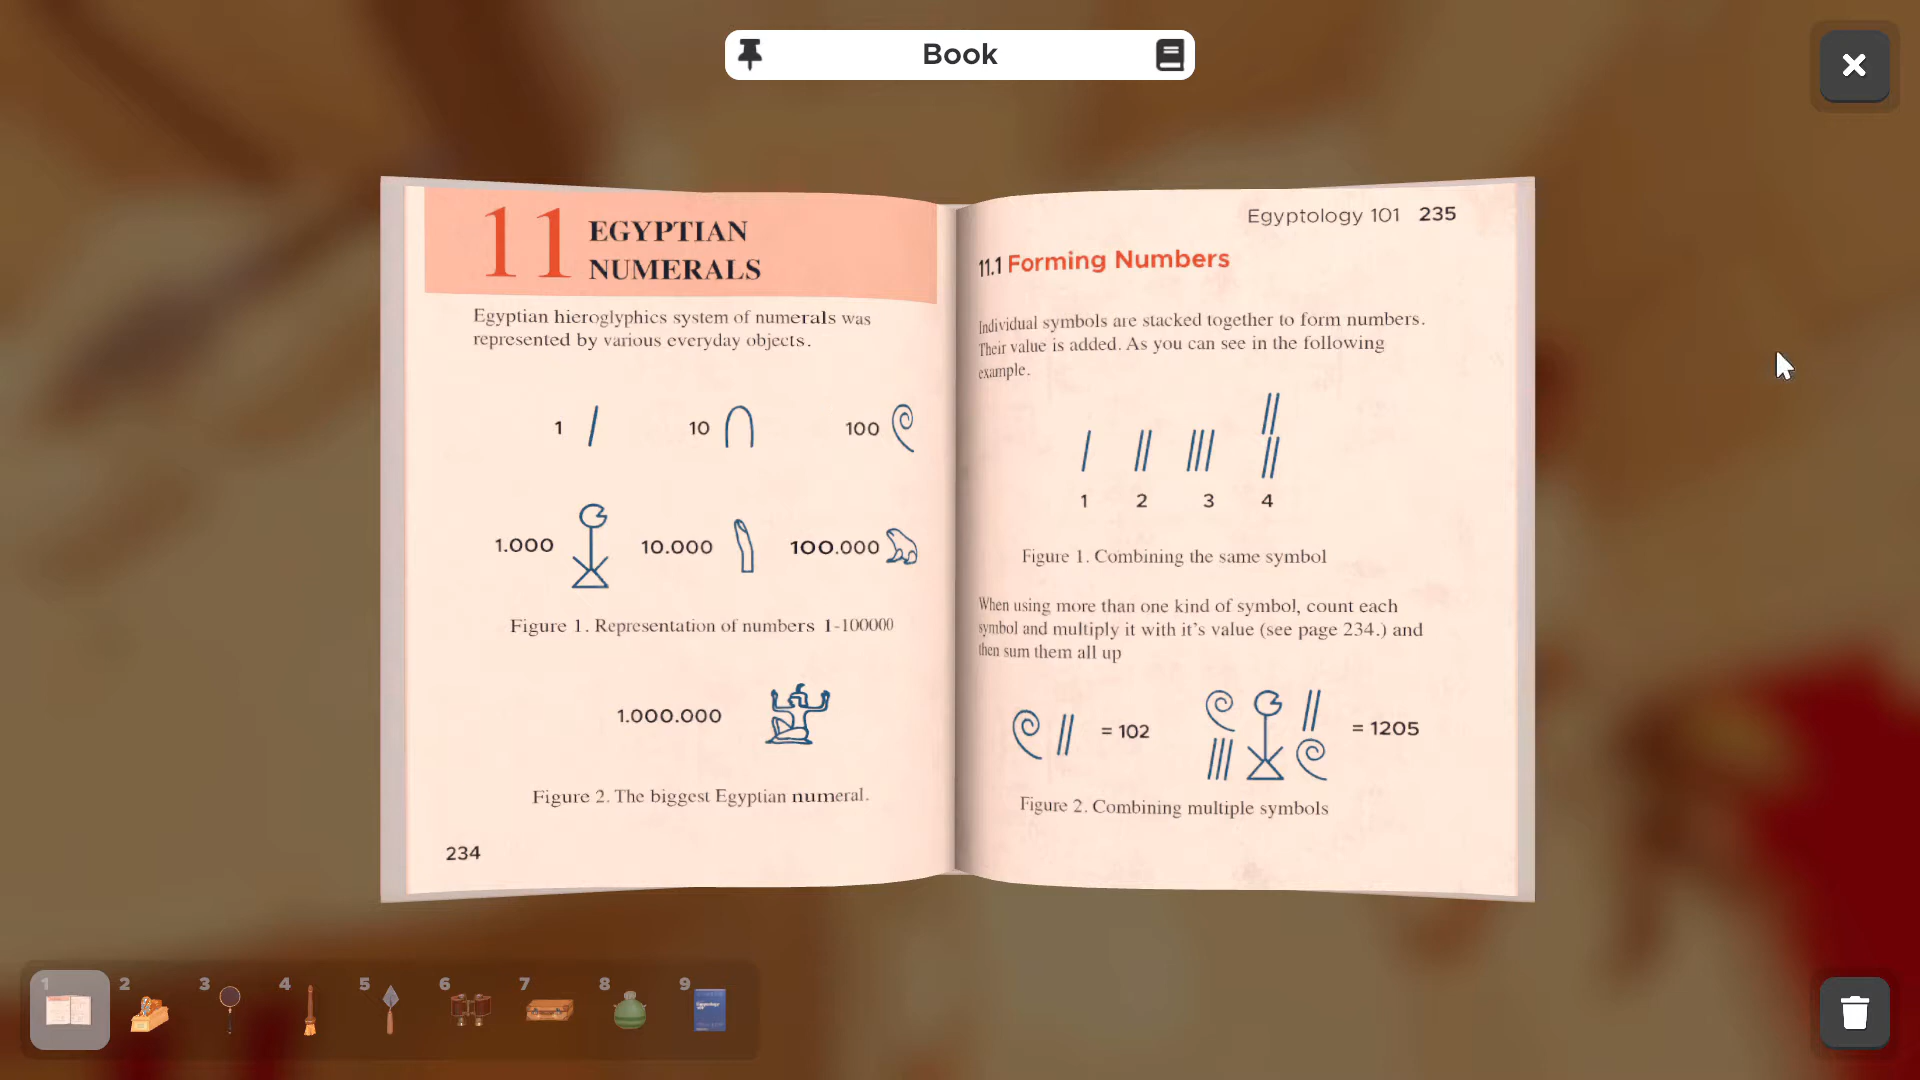 Book
11
EGYPTIAN
NUMERALS
Egyptian hieroglyphics system of numerals was
represented by various everyday objects.
1
10
100
1.000
10.000
100.000
Figure 1. Representation of numbers 1-100000
1.000.000
Figure 2. The biggest Egyptian numeral.
234
Egyptology 101 235
11.1 Forming Numbers
Individual symbols are stacked together to form numbers.
Their value is added. As you can see in the following
example.
1 2 3 4
Figure 1. Combining the same symbol
When using more than one kind of symbol, count each
symbol and multiply it with it's value (see page 234.) and
then sum them all up
= 102
= 1205
Figure 2. Combining multiple symbols
1 2 3 4 5 6 7 8 9
Egyptology